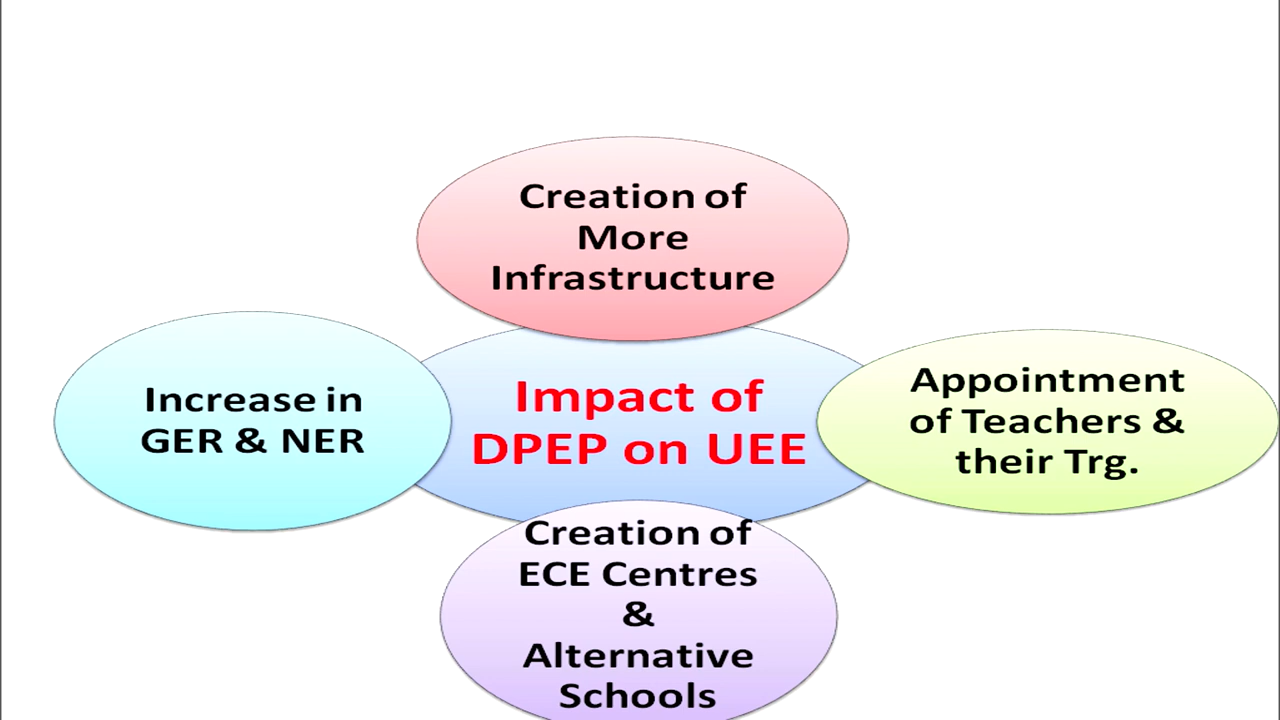 Creation of
More
Infrastructure
Increase in
GER & NER
Impact of
DPEP on UEE
Appointment
of Teachers &
their Trg.
Creation of
ECE Centres
&
Alternative
Schools